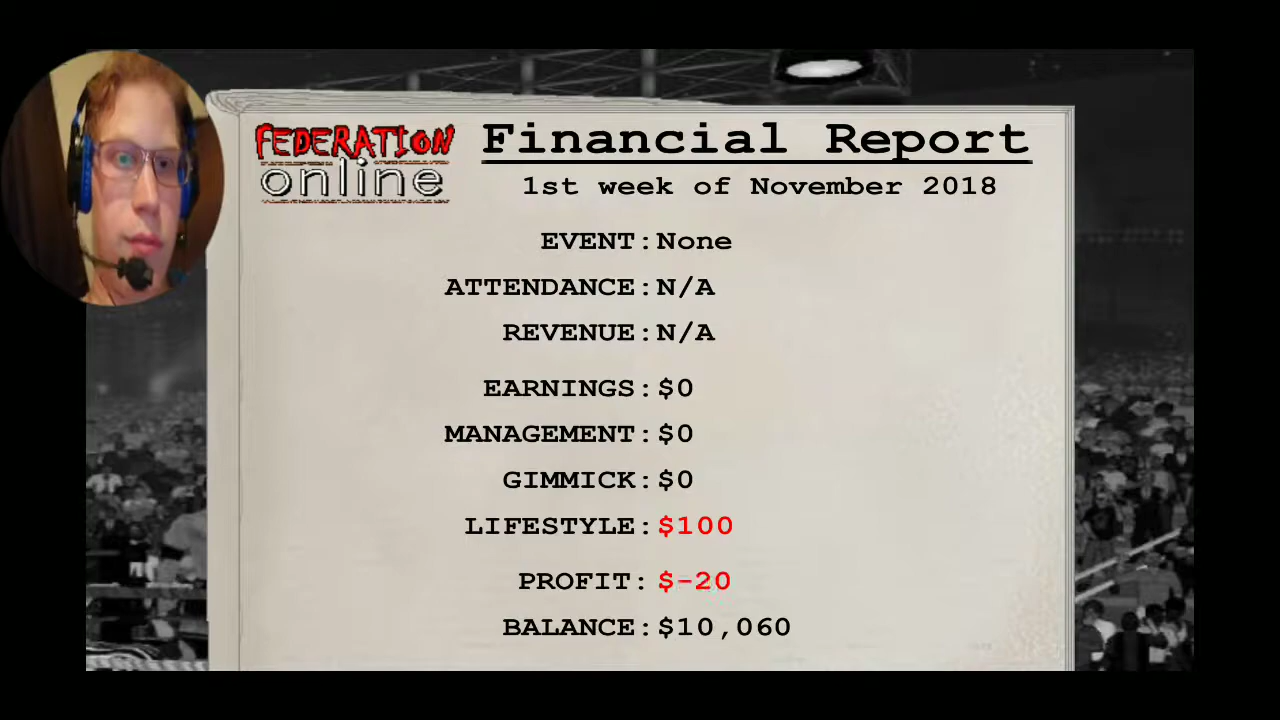 FEDERATION
online
Financial Report
1st week of November 2018
EVENT: None
ATTENDANCE: N/A
REVENUE: N/A
EARNINGS: $0
MANAGEMENT: $0
GIMMICK: $0
LIFESTYLE: $100
PROFIT: $-20
BALANCE: $10,060